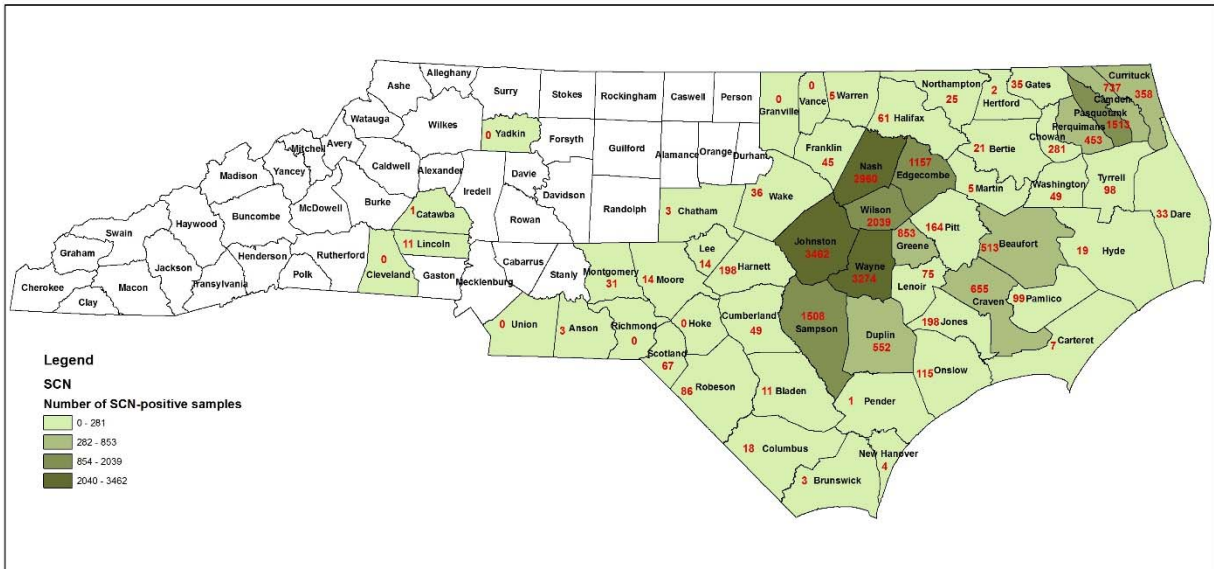 Ashe
Alleghany
Surry
Stokes
Rockingham
Caswell
Person
0
Granville
0
Vance
5 Warren
Northampton
25
2
Hertford
35 Gates
Currituck
737
358
Camden
Pasquotank
1513
Perquimans
453
Chowan
281
Watauga
Wilkes
0 Yadkin
Forsyth
Guilford
Alamance
Orange
Durham
Franklin
45
61 Halifax
21 Bertie
Mitchell
Avery
Yancey
Madison
Caldwell
Alexander
Iredell
Davie
Davidson
Randolph
Nash
1157
Edgecombe
5 Martin
Washington
49
Tyrrell
98
33 Dare
Burke
McDowell
Buncombe
Haywood
Swain
Graham
1
Catawba
Rowan
3 Chatham
36
Wake
Wilson
2039
853
Greene
164 Pitt
513
Beaufort
19 Hyde
11 Lincoln
0
Cleveland
Gaston
Rutherford
Henderson
Polk
Transylvania
Jackson
Macon
Clay
Cherokee
Mecklenburg
Cabarrus
Stanly
Montgomery
31
14 Moore
Lee
14
198 Harnett
Johnston
3462
Wayne
3274
75
Lenoir
655
Craven
99 Pamlico
0 Union
3 Anson
Richmond
0
0 Hoke
Scotland
67
Cumberland
49
1508
Sampson
Duplin
552
198 Jones
7
Carteret
115 Onslow
86 Robeson
11 Bladen
1
Pender
18
Columbus
New Hanover
4
3 Brunswick
Legend
SCN
Number of SCN-positive samples
0 - 281
282 - 853
854 - 2039
2040 - 3462